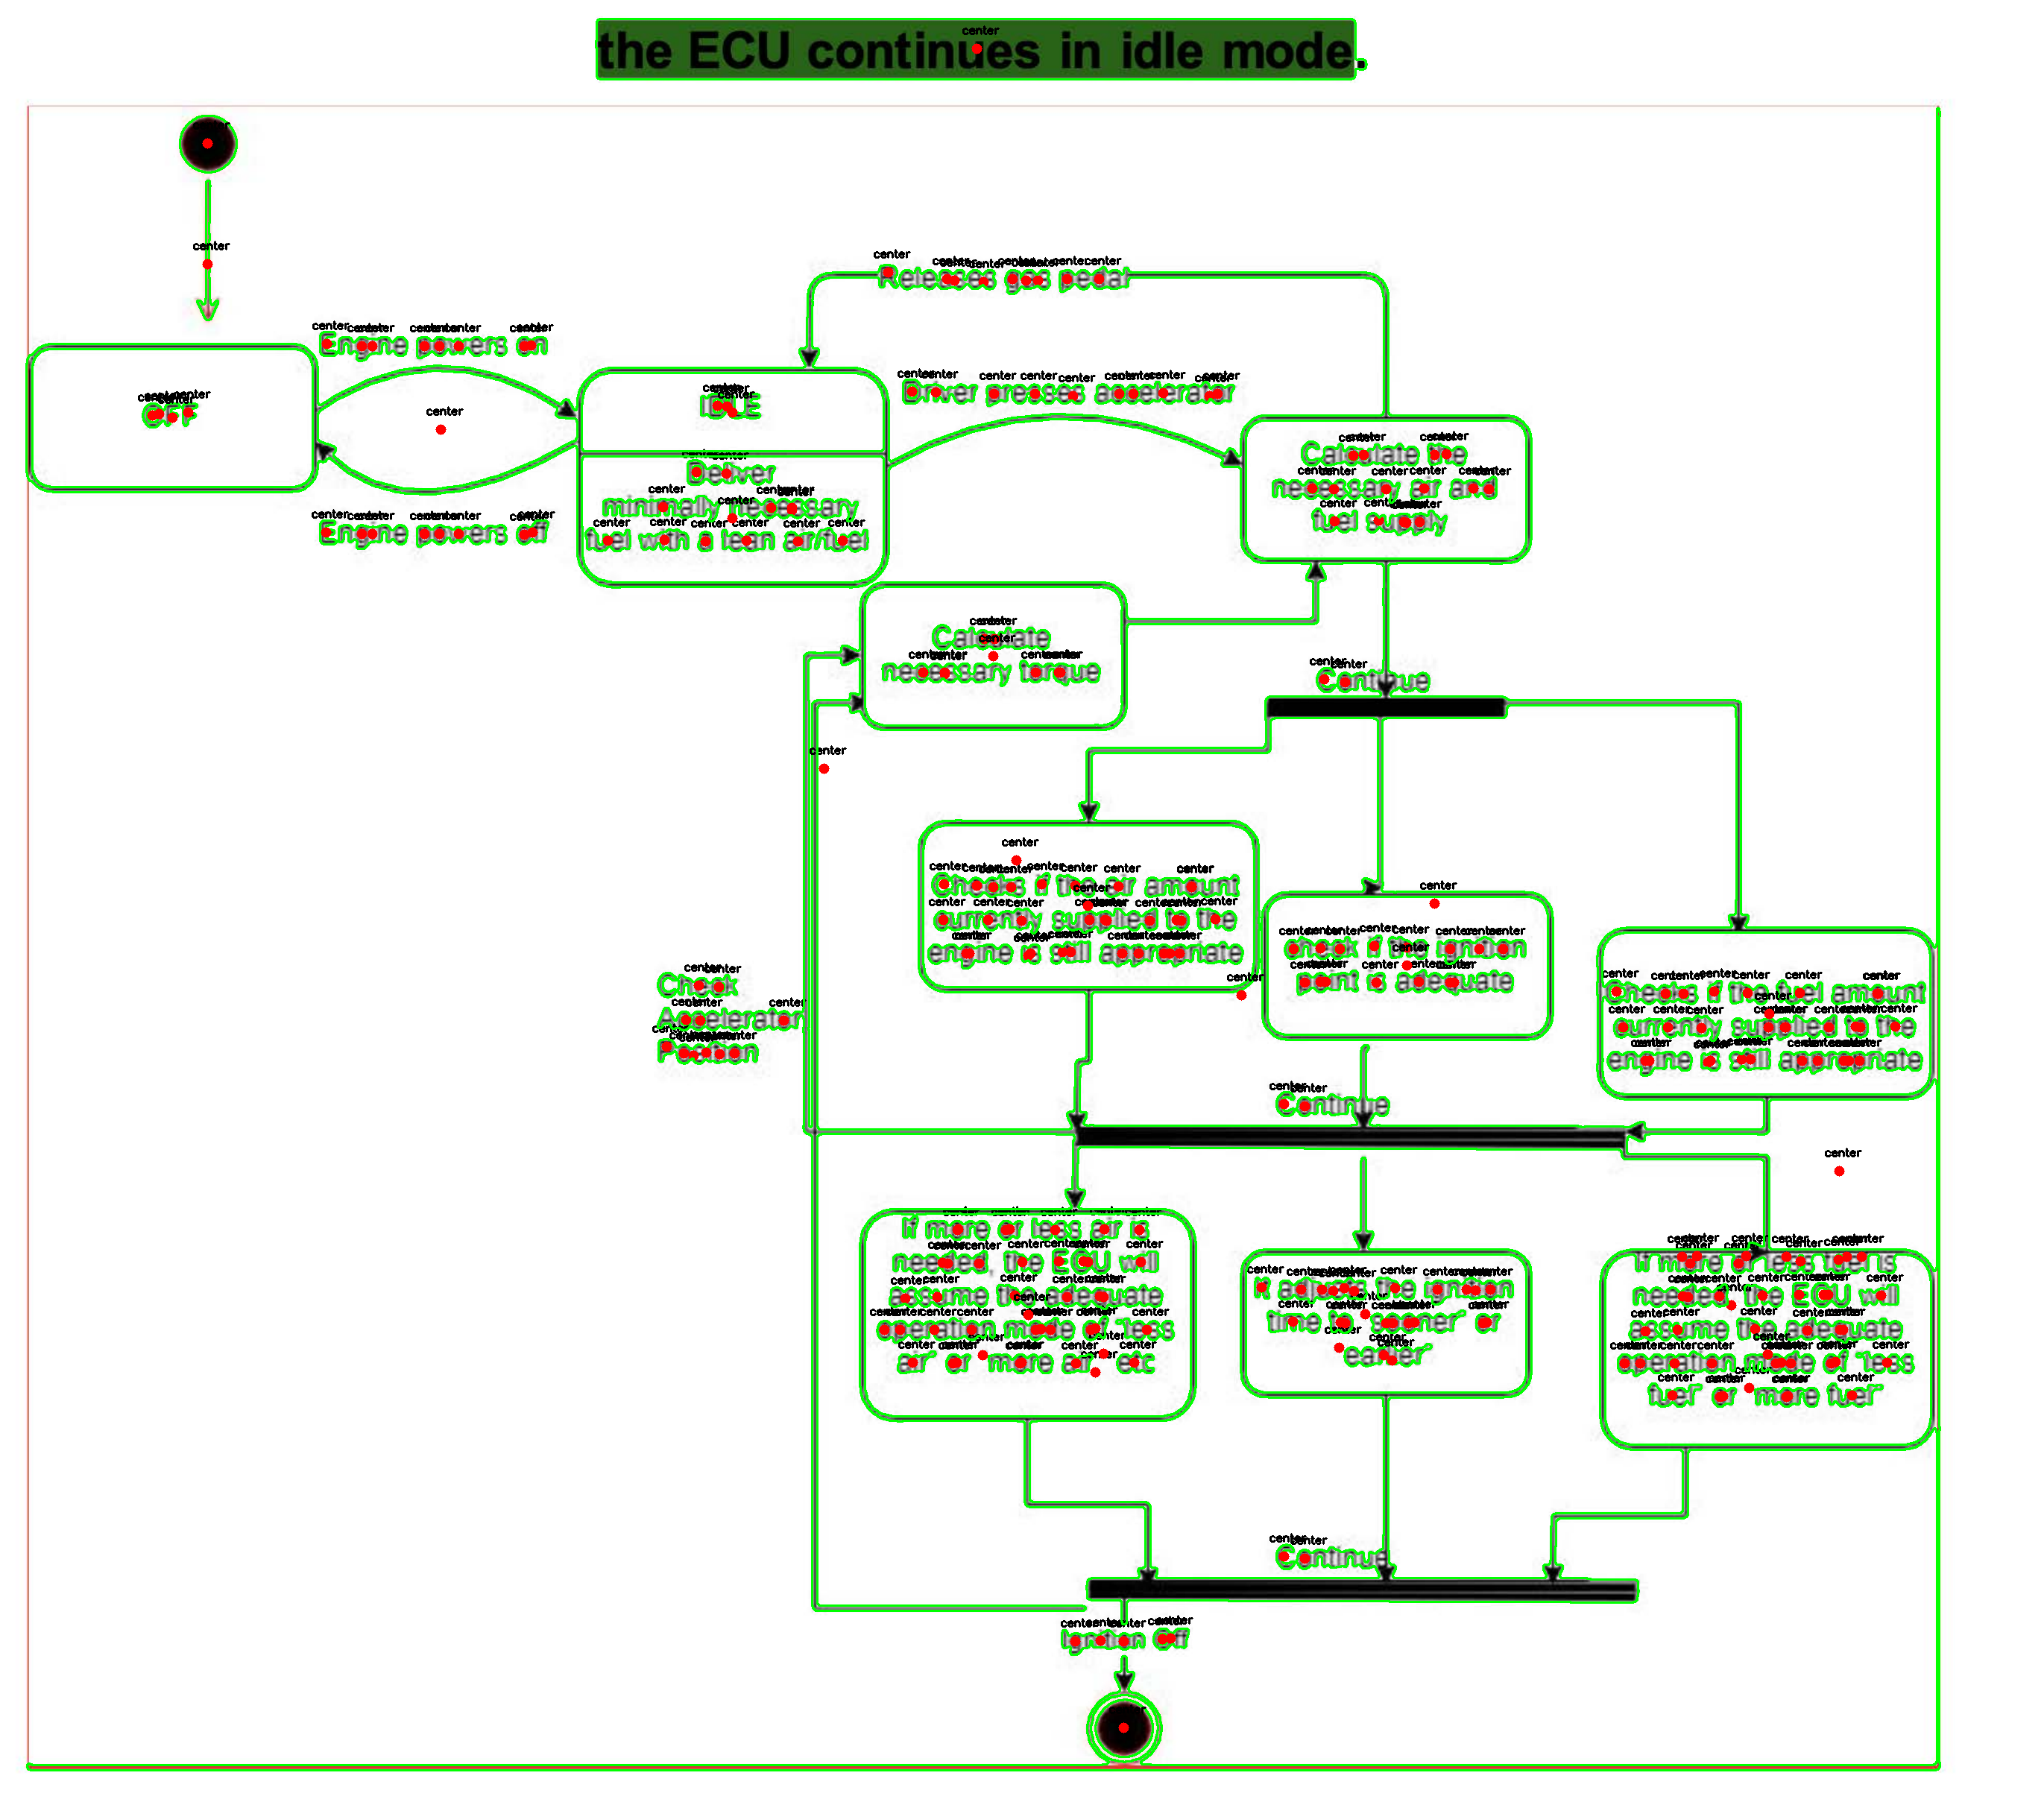 the ECU continues in idle mode.
Releases gas pedal
Engine powers on
OFF
IDLE
Deliver
minimally necessary
fuel with a lean air/fuel
Driver presses accelerator
Calculate the
necessary air and
fuel supply
Engine powers off
Calculate
necessary torque
Continue
Checks if the air amount
currently supplied to the
engine is still appropriate
check if the ignition
point is adequate
Checks if the fuel amount
currently supplied to the
engine is still appropriate
Check
Accelerator
Position
Continue
If more or less air is
needed, the ECU will
assume the adequate
operation mode of "less
air" or "more air", etc
It adjusts the ignition
time to "sooner" or
"earlier"
If more or less fuel is
needed, the ECU will
assume the adequate
operation mode of "less
fuel" or "more fuel"
Continue
Ignition Off